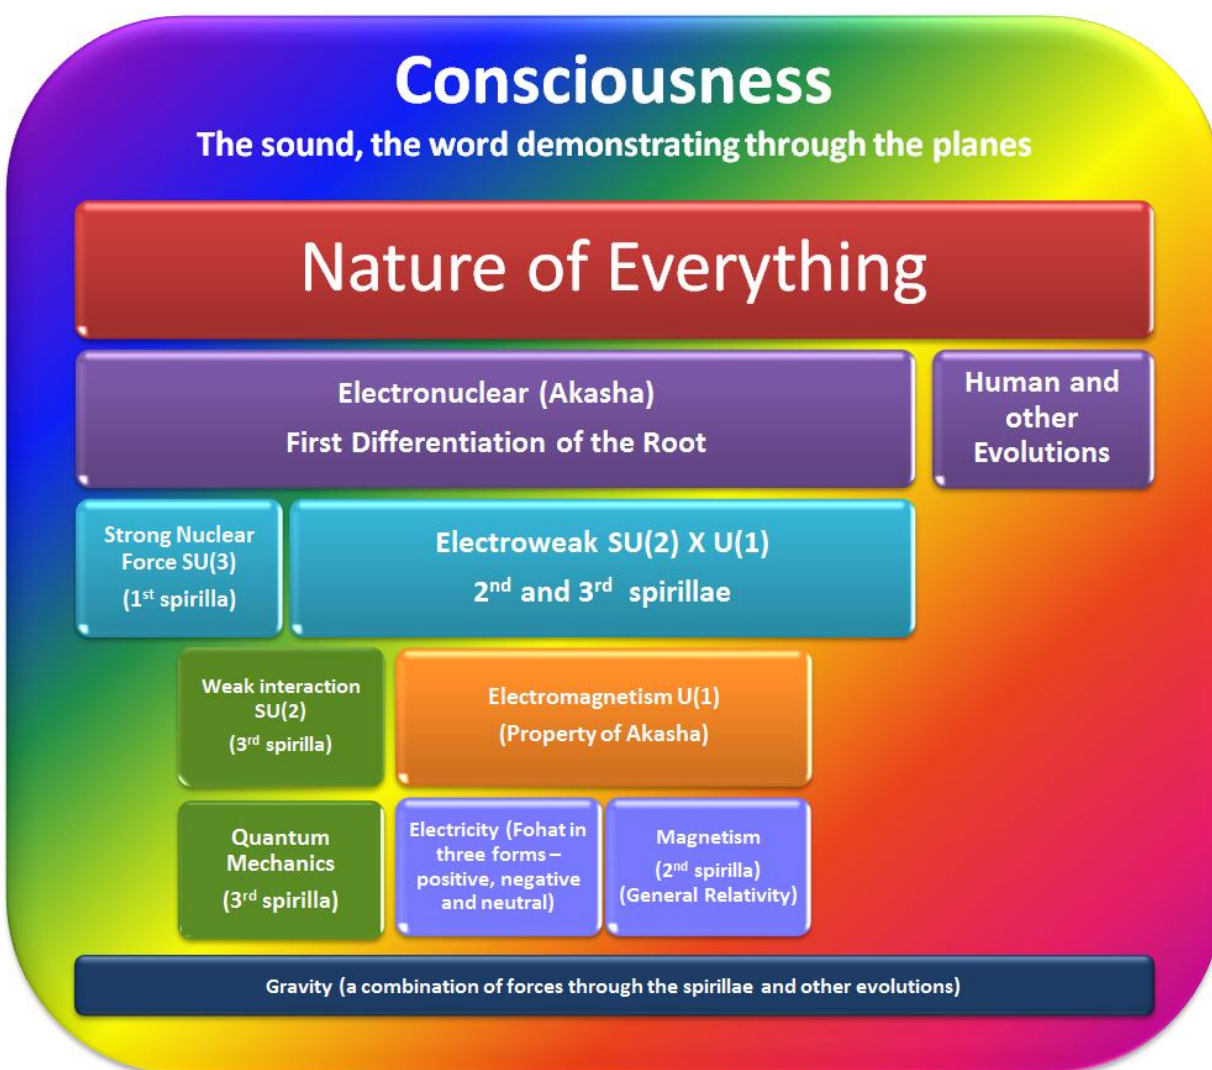 Consciousness
The sound, the word demonstrating through the planes
Nature of Everything
Electronuclear (Akasha)
First Differentiation of the Root
Human and
other
Evolutions
Strong Nuclear
Force SU(3)
(1st spirilla)
Electroweak SU(2) X U(1)
2nd and 3rd spirillae
Weak interaction
SU(2)
(3rd spirilla)
Electromagnetism U(1)
(Property of Akasha)
Quantum
Mechanics
(3rd spirilla)
Electricity (Fohat in
three forms –
positive, negative
and neutral)
Magnetism
(2nd spirilla)
(General Relativity)
Gravity (a combination of forces through the spirillae and other evolutions)